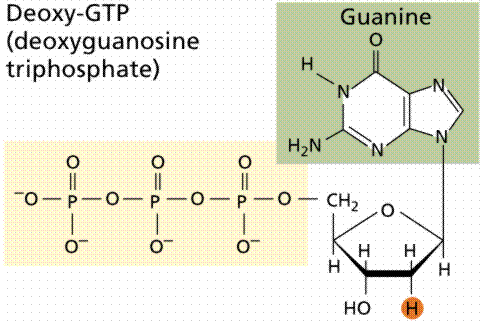 Deoxy-GTP
(deoxyguanosine
triphosphate)
Guanine
O
H
N
N
H₂N
N
N
O O O
⁻O P O P O P O CH₂
O⁻ O⁻ O⁻
O
H H
H H
HO H